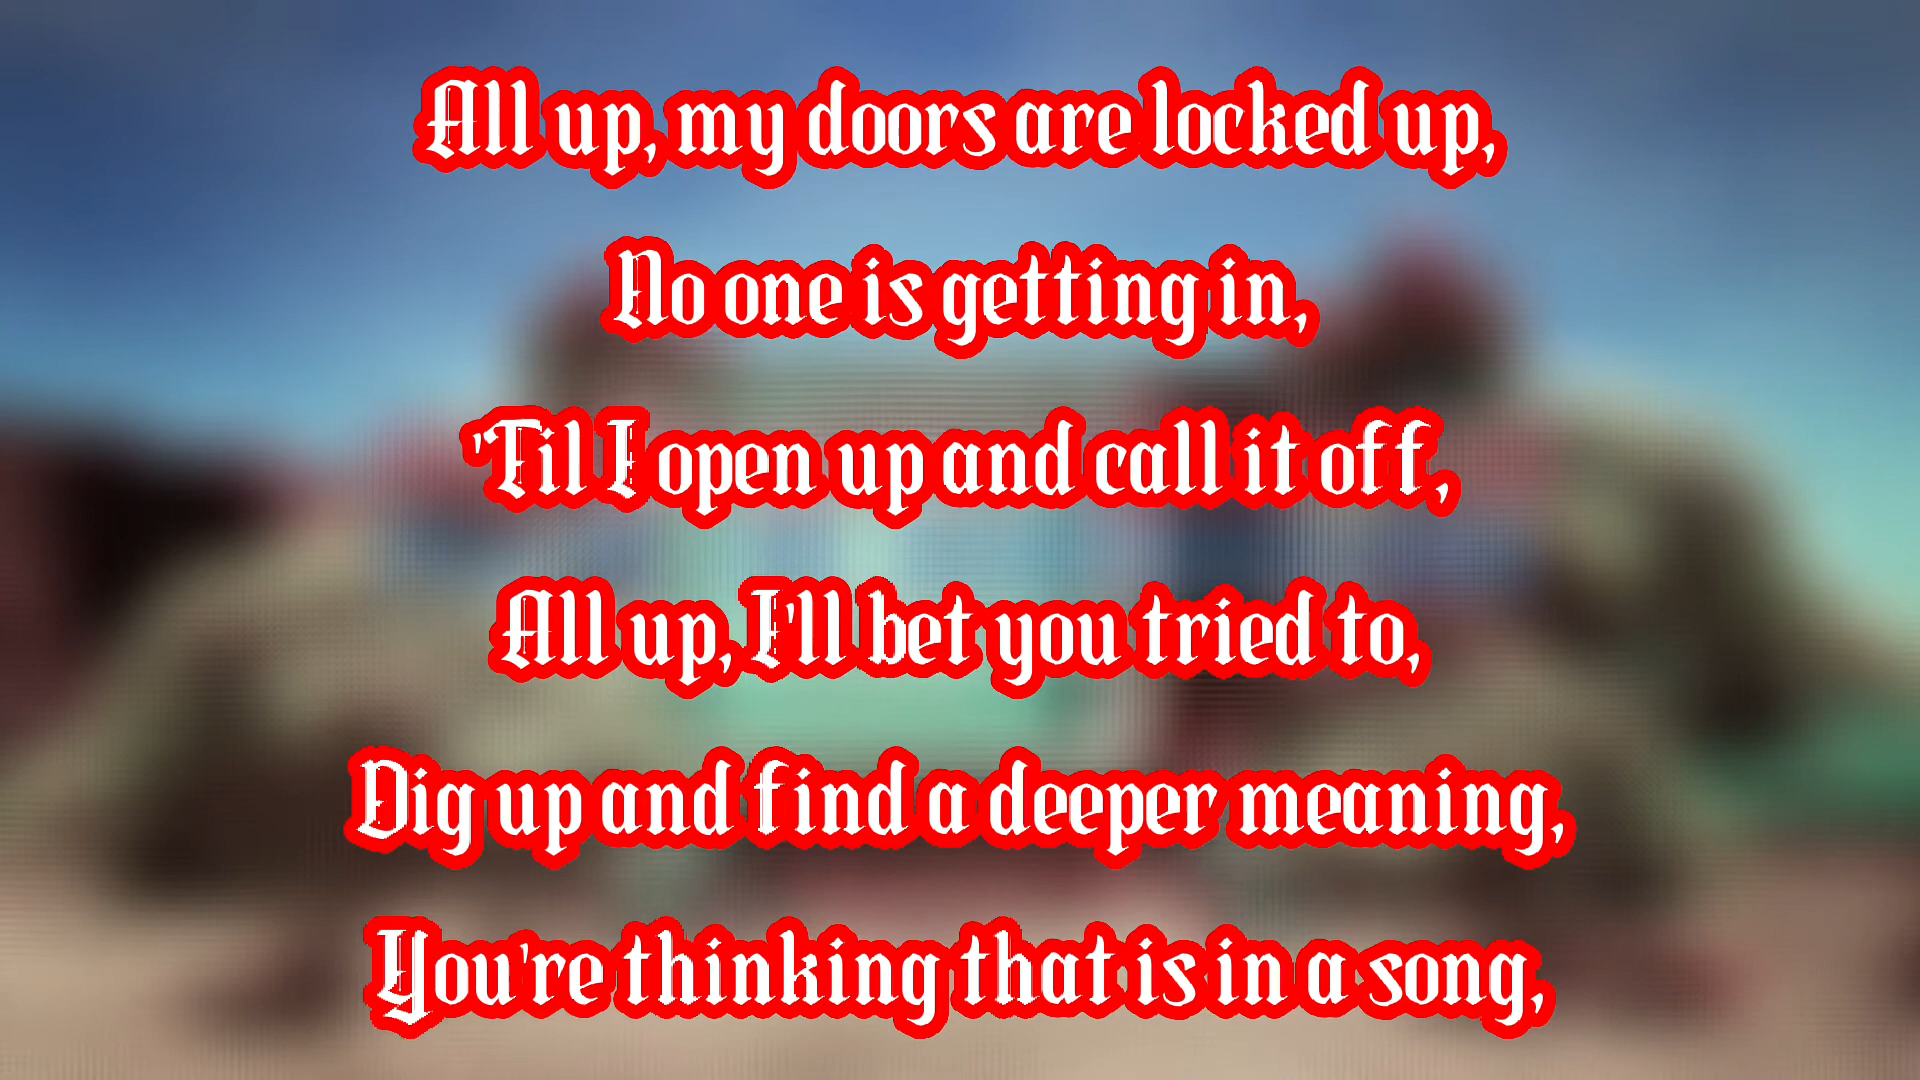 All up, my doors are locked up,
No one is getting in,
'Til I open up and call it off,
All up, I'll bet you tried to,
Dig up and find a deeper meaning,
You're thinking that is in a song,